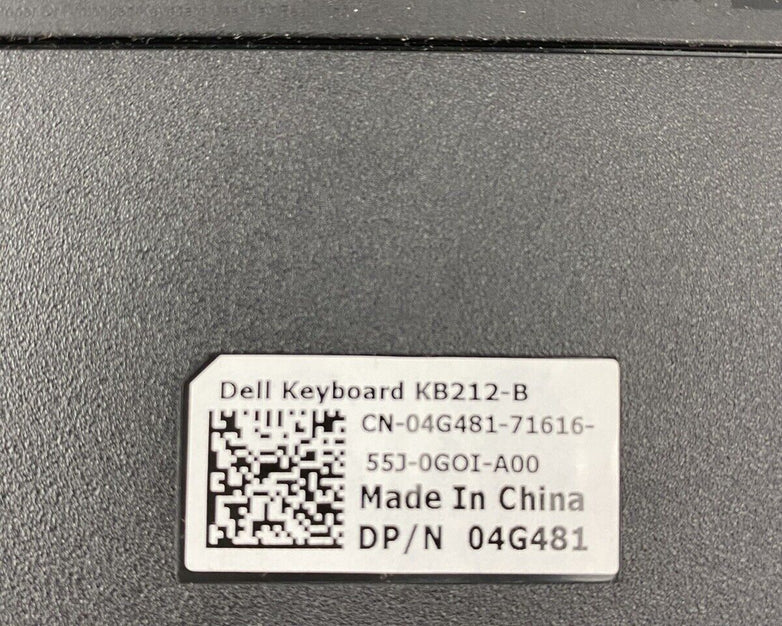 Dell Keyboard KB212-B
CN-04G481-71616-
55J-0GOI-A00
Made In China
DP/N 04G481